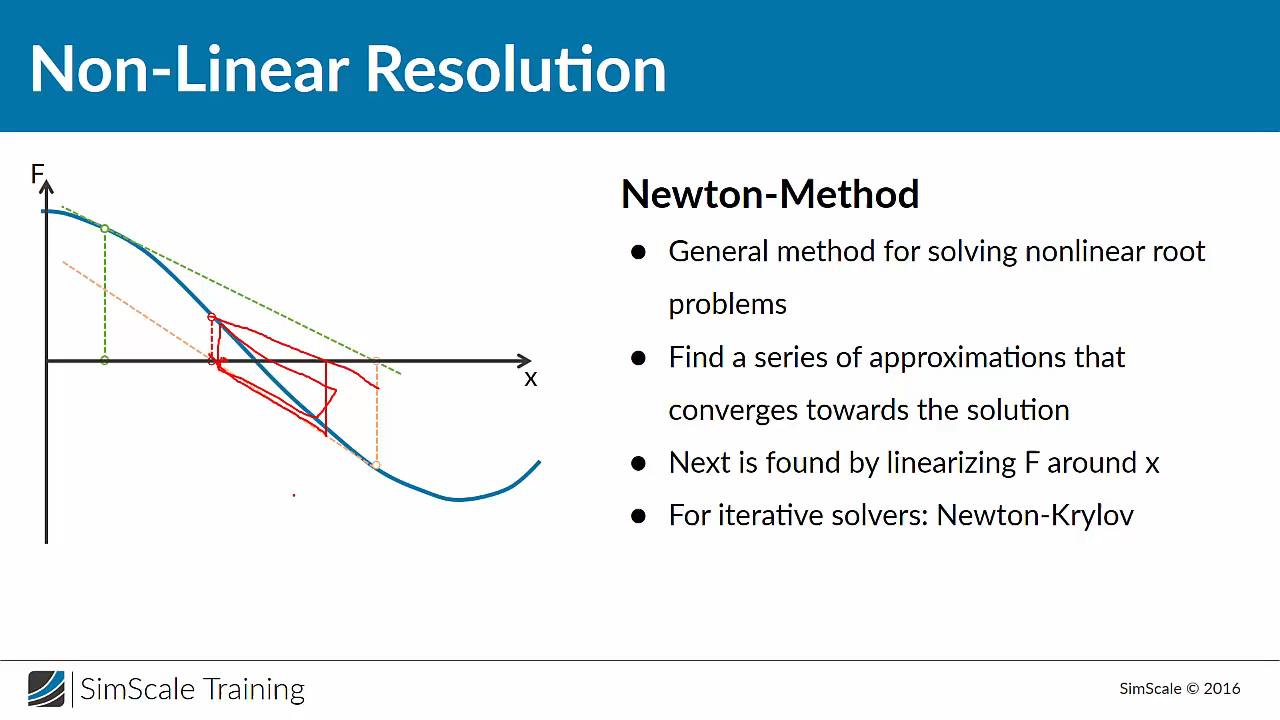 Non-Linear Resolution
F
x
Newton-Method
● General method for solving nonlinear root
problems
● Find a series of approximations that
converges towards the solution
● Next is found by linearizing F around x
● For iterative solvers: Newton-Krylov
SimScale Training
SimScale © 2016